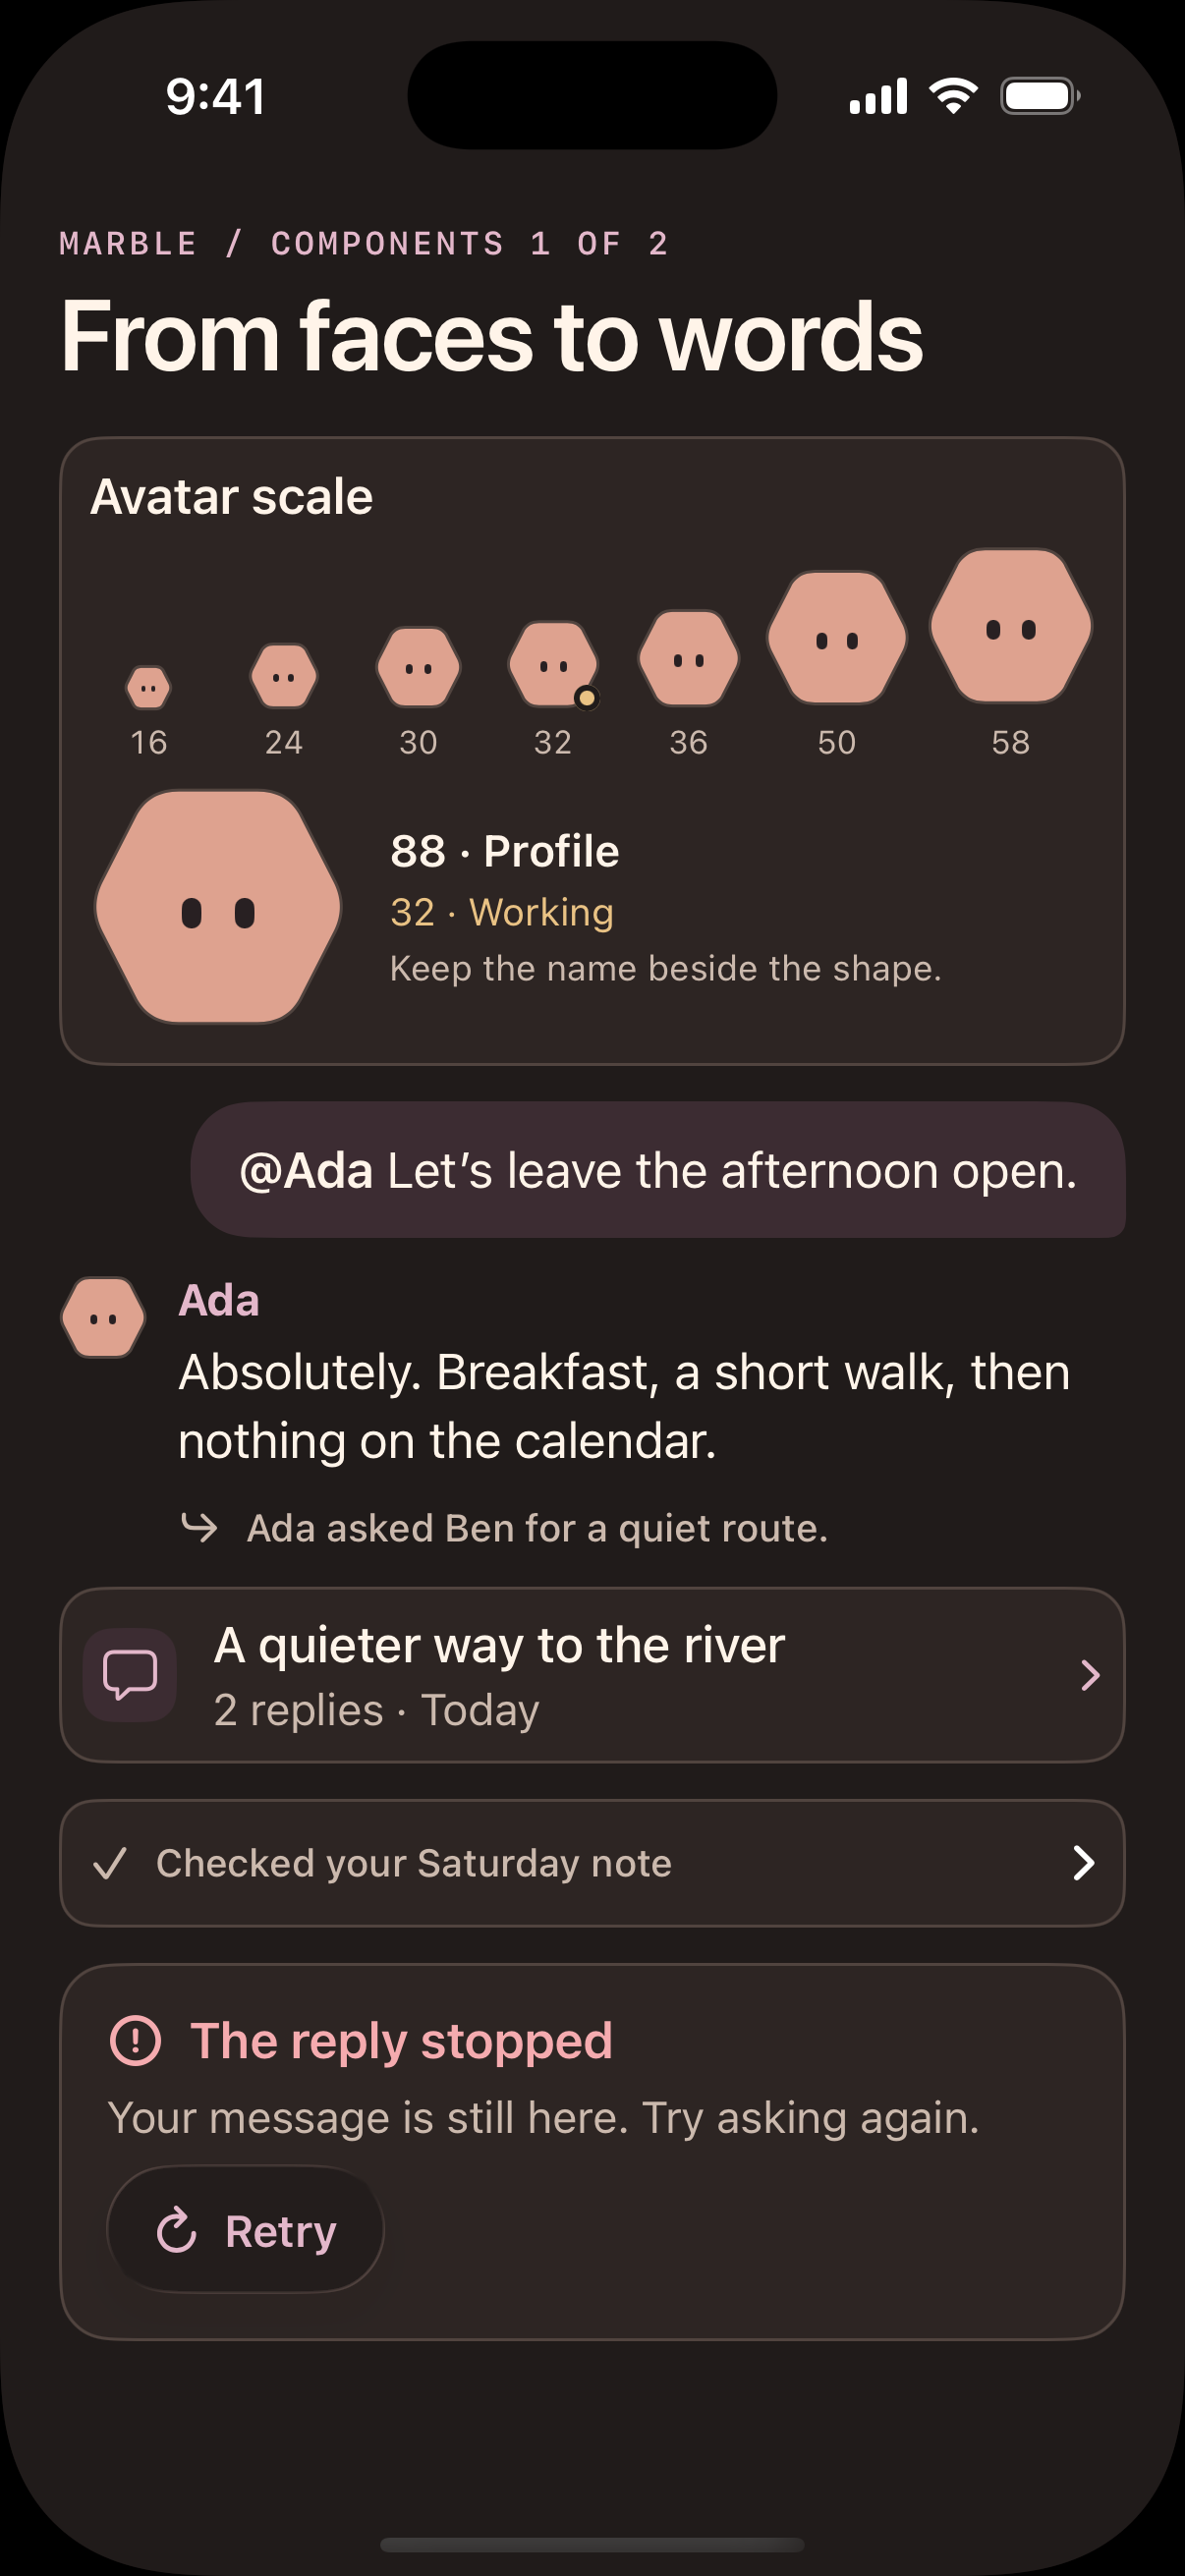 9:41
MARBLE / COMPONENTS 1 OF 2
From faces to words
Avatar scale
16 24 30 32 36 50 58
88 · Profile
32 · Working
Keep the name beside the shape.
@Ada Let’s leave the afternoon open.
Ada
Absolutely. Breakfast, a short walk, then
nothing on the calendar.
Ada asked Ben for a quiet route.
A quieter way to the river
2 replies · Today
Checked your Saturday note
The reply stopped
Your message is still here. Try asking again.
Retry